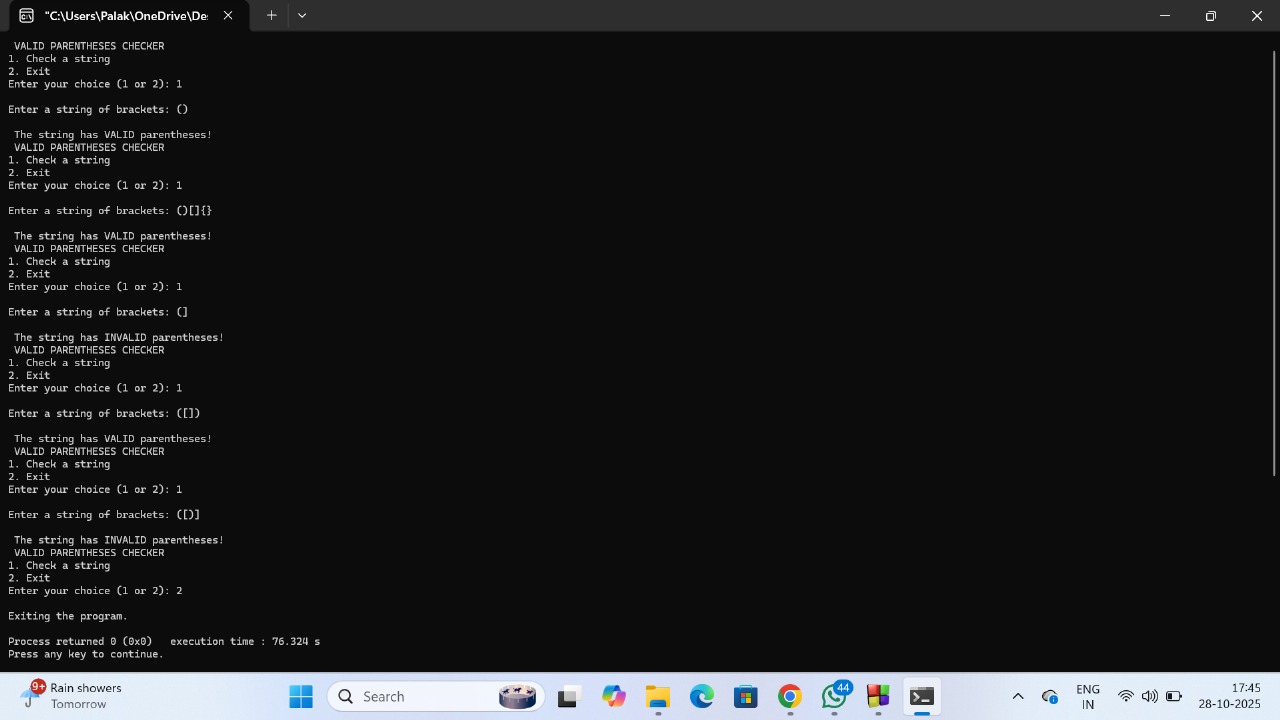 "C:\Users\Palak\OneDrive\De
VALID PARENTHESES CHECKER
1. Check a string
2. Exit
Enter your choice (1 or 2): 1
Enter a string of brackets: ()
The string has VALID parentheses!
VALID PARENTHESES CHECKER
1. Check a string
2. Exit
Enter your choice (1 or 2): 1
Enter a string of brackets: ()[]{}
The string has VALID parentheses!
VALID PARENTHESES CHECKER
1. Check a string
2. Exit
Enter your choice (1 or 2): 1
Enter a string of brackets: (]
The string has INVALID parentheses!
VALID PARENTHESES CHECKER
1. Check a string
2. Exit
Enter your choice (1 or 2): 1
Enter a string of brackets: ([])
The string has VALID parentheses!
VALID PARENTHESES CHECKER
1. Check a string
2. Exit
Enter your choice (1 or 2): 1
Enter a string of brackets: ([)]
The string has INVALID parentheses!
VALID PARENTHESES CHECKER
1. Check a string
2. Exit
Enter your choice (1 or 2): 2
Exiting the program.
Process returned 0 (0x0)   execution time : 76.324 s
Press any key to continue.
9+
Rain showers
Tomorrow
Search
44
ENG
IN
17:45
28-10-2025